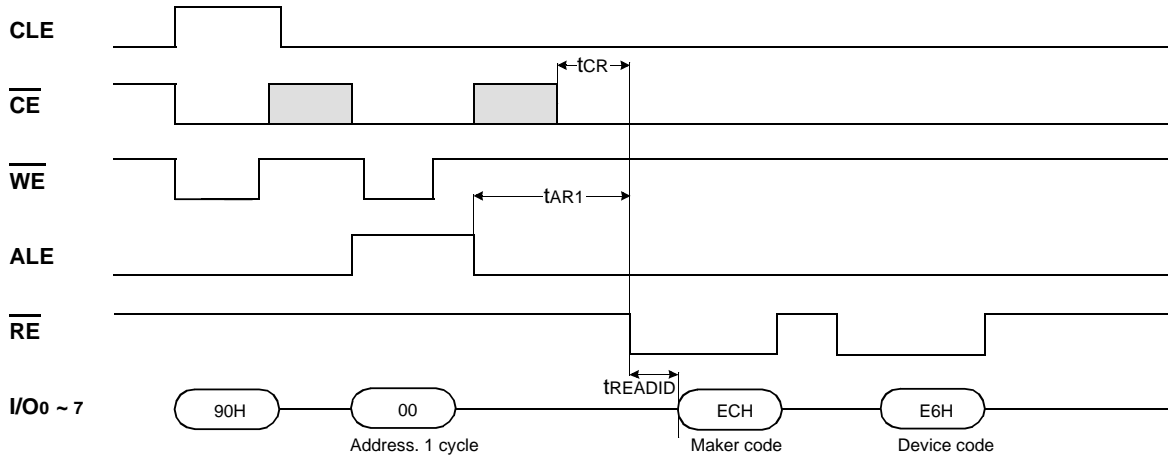 CLE
tCR
CE
WE
tAR1
ALE
RE
tREADID
I/O0 ~ 7
90H
00
ECH
E6H
Address. 1 cycle
Maker code
Device code